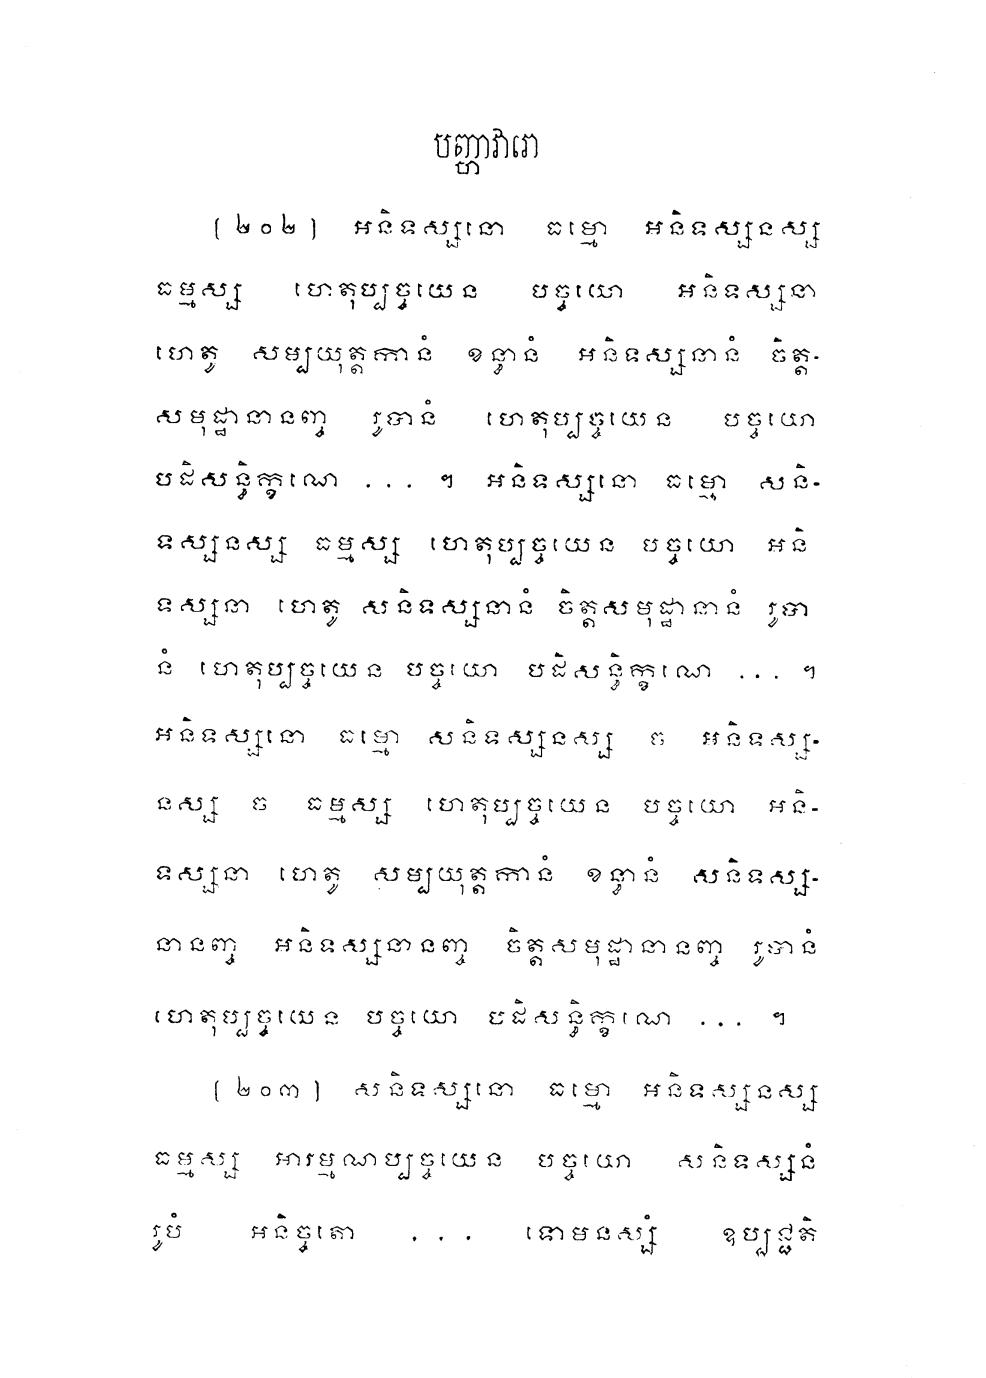 បញ្ហាវារោ
[២០២] អនិទស្សនោ ធម្មោ អនិទស្សនស្ស
ធម្មស្ស ហេតុប្បច្ចយេន បច្ចយោ អនិទស្សនា
ហេតូ សម្បយុត្តកានំ ខន្ធានំ អនិទស្សនានំ ចិត្ត-
សមុដ្ឋានានញ្ច រូបានំ ហេតុប្បច្ចយេន បច្ចយោ
បដិសន្ធិក្ខណេ ... ។ អនិទស្សនោ ធម្មោ សនិ-
ទស្សនស្ស ធម្មស្ស ហេតុប្បច្ចយេន បច្ចយោ អនិ
ទស្សនា ហេតូ សនិទស្សនានំ ចិត្តសមុដ្ឋានានំ រូបា
នំ ហេតុប្បច្ចយេន បច្ចយោ បដិសន្ធិក្ខណេ ... ។
អនិទស្សនោ ធម្មោ សនិទស្សនស្ស ច អនិទស្ស-
នស្ស ច ធម្មស្ស ហេតុប្បច្ចយេន បច្ចយោ អនិ-
ទស្សនា ហេតូ សម្បយុត្តកានំ ខន្ធានំ សនិទស្ស-
នានញ្ច អនិទស្សនានញ្ច ចិត្តសមុដ្ឋានានញ្ច រូបានំ
ហេតុប្បច្ចយេន បច្ចយោ បដិសន្ធិក្ខណេ ... ។
[២០៣] សនិទស្សនោ ធម្មោ អនិទស្សនស្ស
ធម្មស្ស អារម្មណប្បច្ចយេន បច្ចយោ សនិទស្សនំ
រូបំ អនិច្ចតោ ... ទោមនស្សំ ឧប្បជ្ជតិ